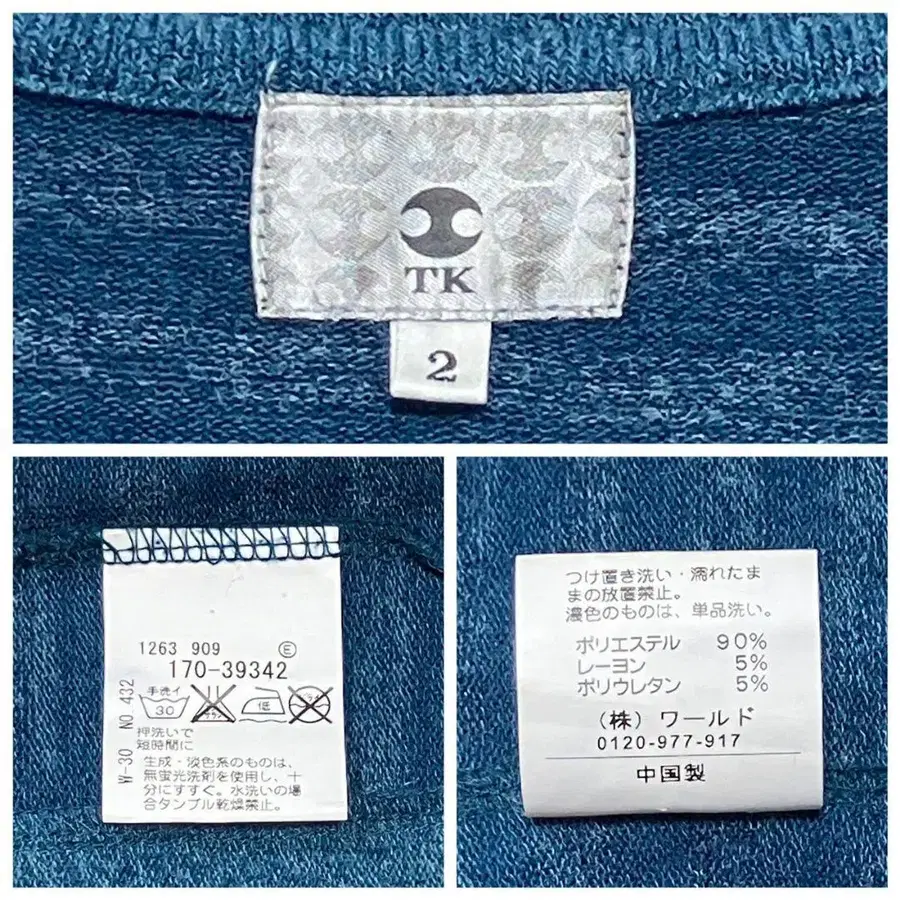 TK
2
1263 909 Ⓔ
170-39342
W-30 NO 432
手洗イ
30
低
押洗いで
短時間に
生成・淡色系のものは、
無蛍光洗剤を使用し、十
分にすすぐ。水洗いの場
合タンブル乾燥禁止。
つけ置き洗い・濡れたま
まの放置禁止。
濃色のものは、単品洗い。
ポリエステル 90%
レーヨン 5%
ポリウレタン 5%
（株）ワールド
0120-977-917
中国製